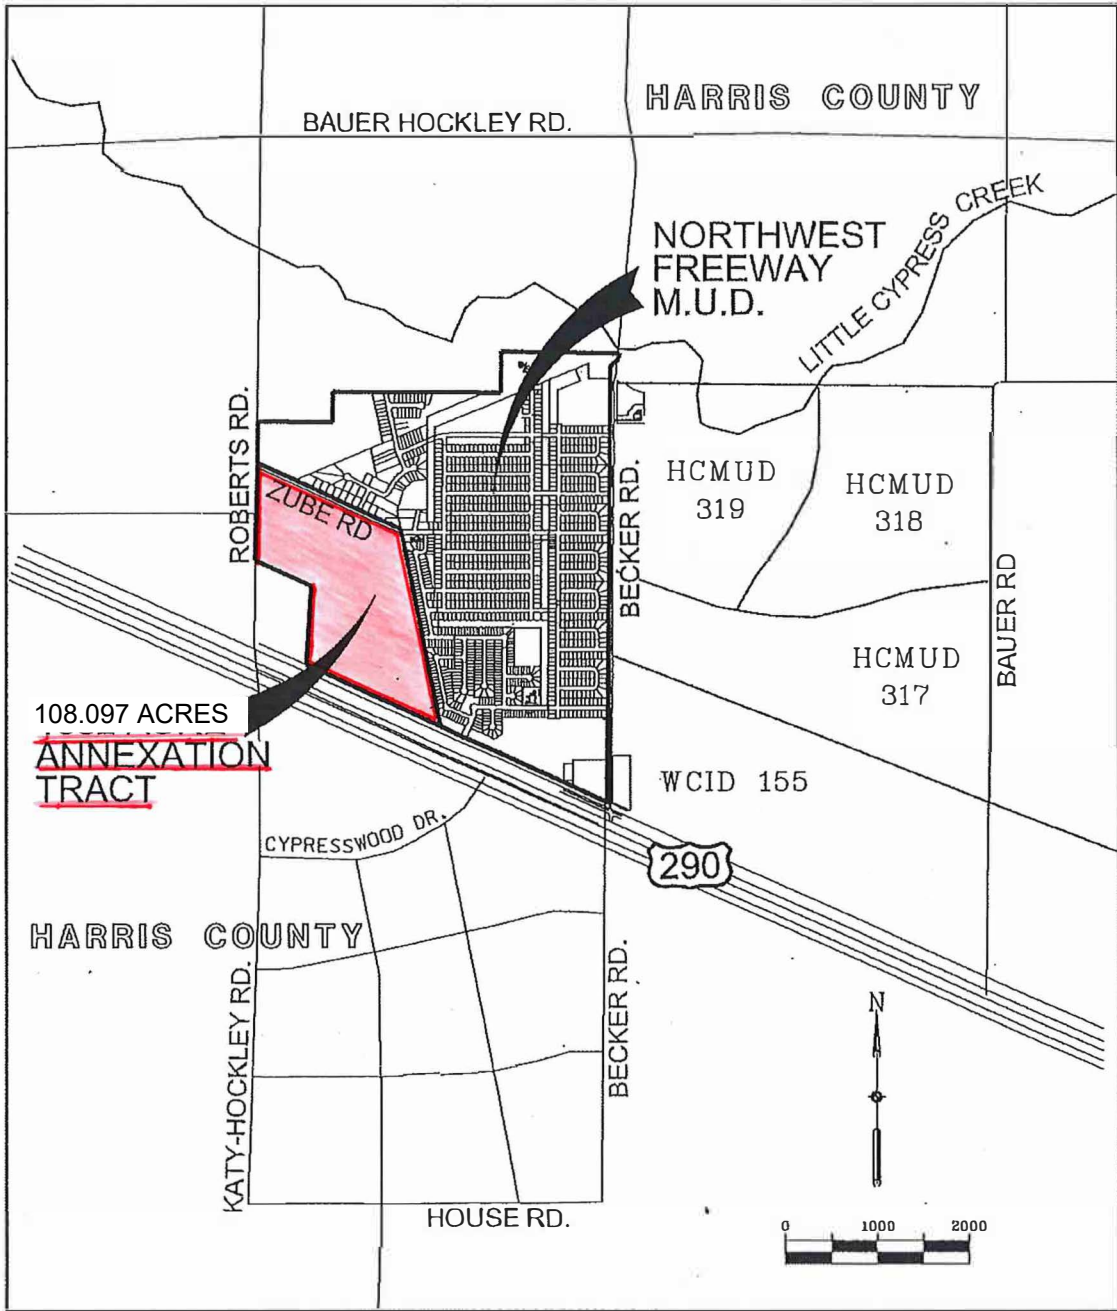 HARRIS COUNTY
BAUER HOCKLEY RD.
LITTLE CYPRESS CREEK
NORTHWEST
FREEWAY
M.U.D.
ROBERTS RD.
ZUBE RD
BECKER RD.
HCMUD
319
HCMUD
318
BAUER RD
HCMUD
317
108.097 ACRES
ANNEXATION
TRACT
WCID 155
CYPRESSWOOD DR.
290
HARRIS COUNTY
KATY-HOCKLEY RD.
BECKER RD.
N
HOUSE RD.
0 1000 2000